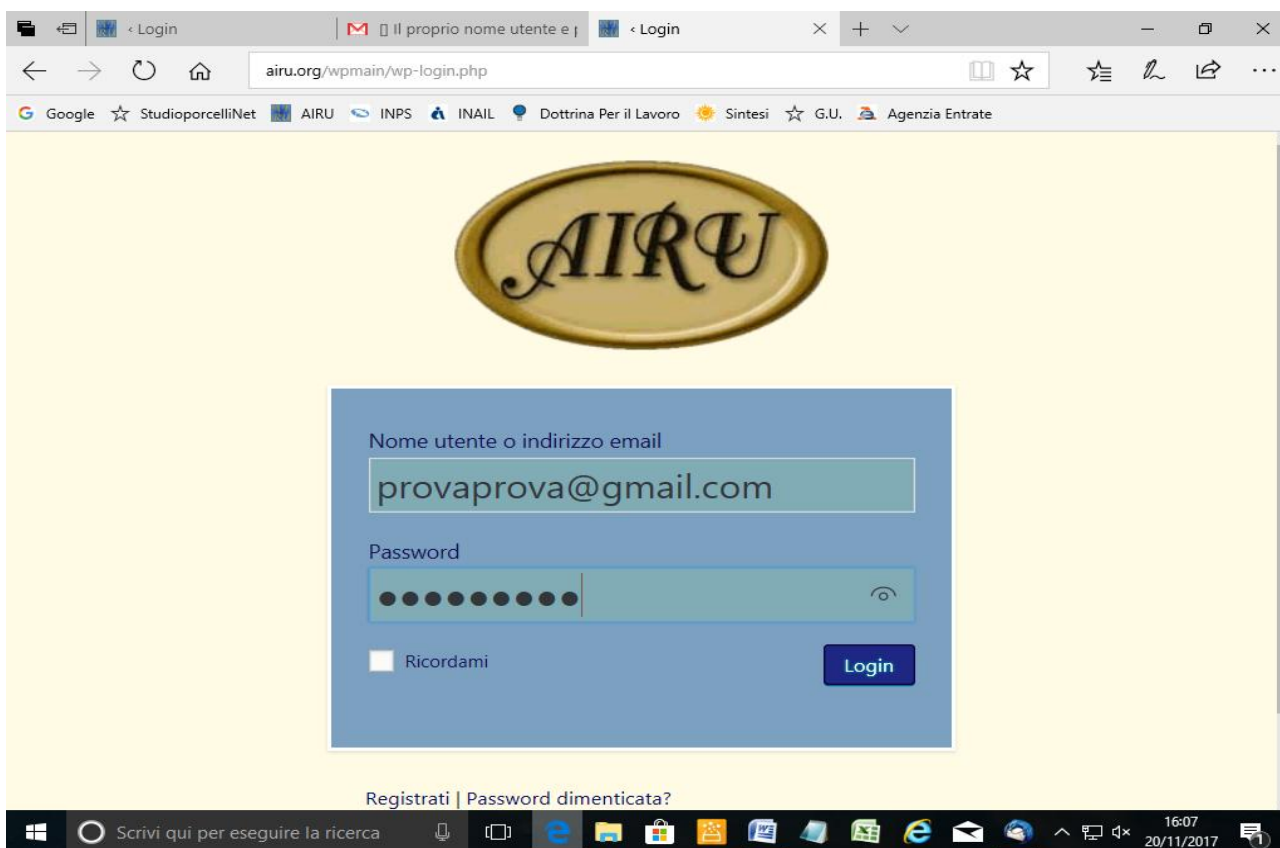 ‹ Login
Il proprio nome utente e p
‹ Login
airu.org/wpmain/wp-login.php
Google
StudioporcelliNet
AIRU
INPS
INAIL
Dottrina Per il Lavoro
Sintesi
G.U.
Agenzia Entrate
AIRU
Nome utente o indirizzo email
provaprova@gmail.com
Password
●●●●●●●●●
Ricordami
Login
Registrati | Password dimenticata?
Scrivi qui per eseguire la ricerca
16:07
20/11/2017